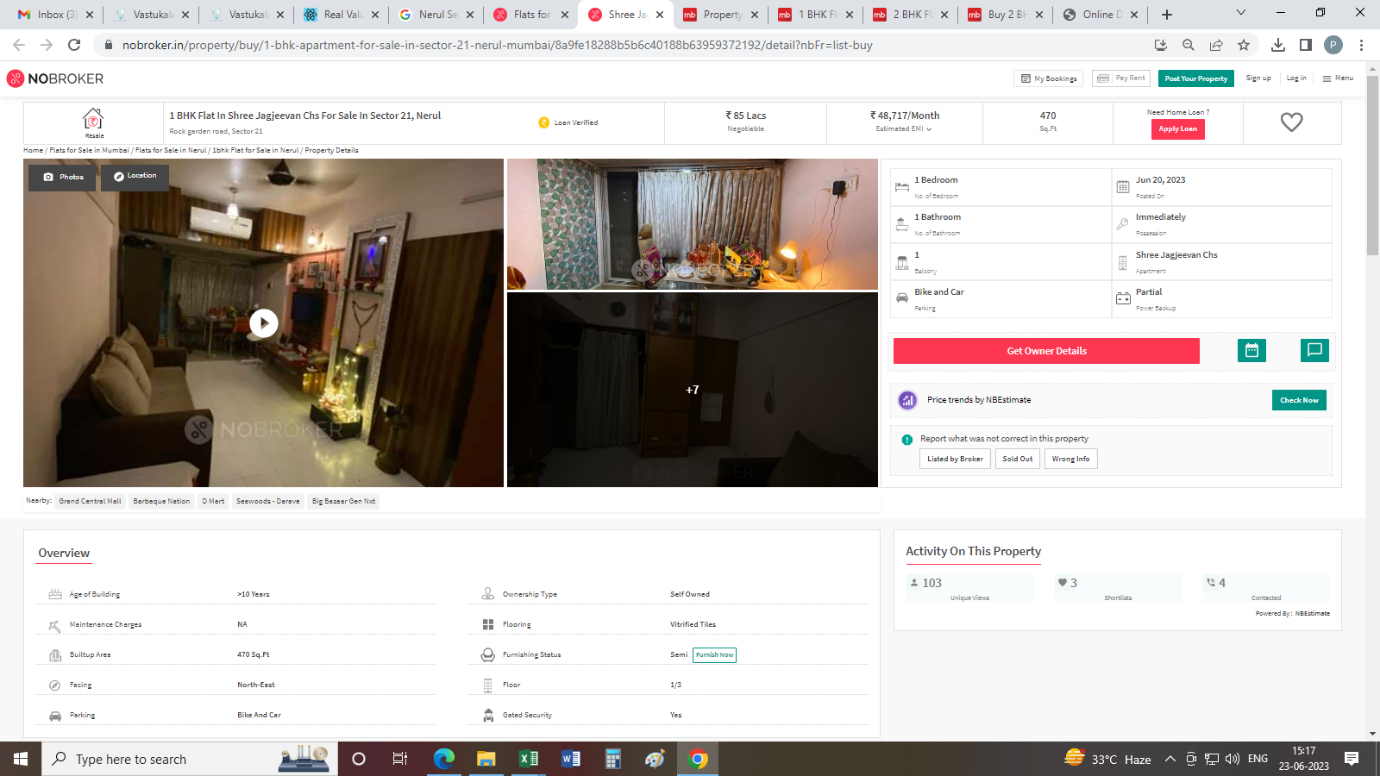 Inbox (3)
Vastukala
Vastukala
Real Valu
Nerul Se
Flats for
Shree Jag
Property
1 BHK Fl
2 BHK Fl
Buy 2 BH
Online D
nobroker.in/property/buy/1-bhk-apartment-for-sale-in-sector-21-nerul-mumbai/8a9fe18288b5b6c40188b63959372192/detail?nbFr=list-buy
P
NOBROKER
My Bookings
Pay Rent
Post Your Property
Sign up
Log in
Menu
Resale
1 BHK Flat In Shree Jagjeevan Chs For Sale In Sector 21, Nerul
Rock garden road, Sector 21
Loan Verified
₹ 85 Lacs
Negotiable
₹ 48,717/Month
Estimated EMI
470
Sq.Ft
Need Home Loan ?
Apply Loan
Home / Flats for Sale in Mumbai / Flats for Sale in Nerul / 1bhk Flat for Sale in Nerul / Property Details
Photos
Location
NOBROKER
NOBROKER
+7
NOBROKER
1 Bedroom
No. of Bedroom
Jun 20, 2023
Posted On
1 Bathroom
No. of Bathroom
Immediately
Possession
1
Balcony
Shree Jagjeevan Chs
Apartment
Bike and Car
Parking
Partial
Power Backup
Get Owner Details
Price trends by NBEstimate
Check Now
Report what was not correct in this property
Listed by Broker
Sold Out
Wrong Info
Nearby:
Grand Central Mall
Barbeque Nation
D Mart
Seawoods - Darave
Big Bazaar Gen Nxt
Overview
Age of Building
>10 Years
Ownership Type
Self Owned
Maintenance Charges
NA
Flooring
Vitrified Tiles
Builtup Area
470 Sq.Ft
Furnishing Status
Semi
Furnish Now
Facing
North-East
Floor
1/3
Parking
Bike And Car
Gated Security
Yes
Activity On This Property
103
Unique Views
3
Shortlists
4
Contacted
Powered By : NBEstimate
Type here to search
33°C Haze
ENG
15:17
23-06-2023